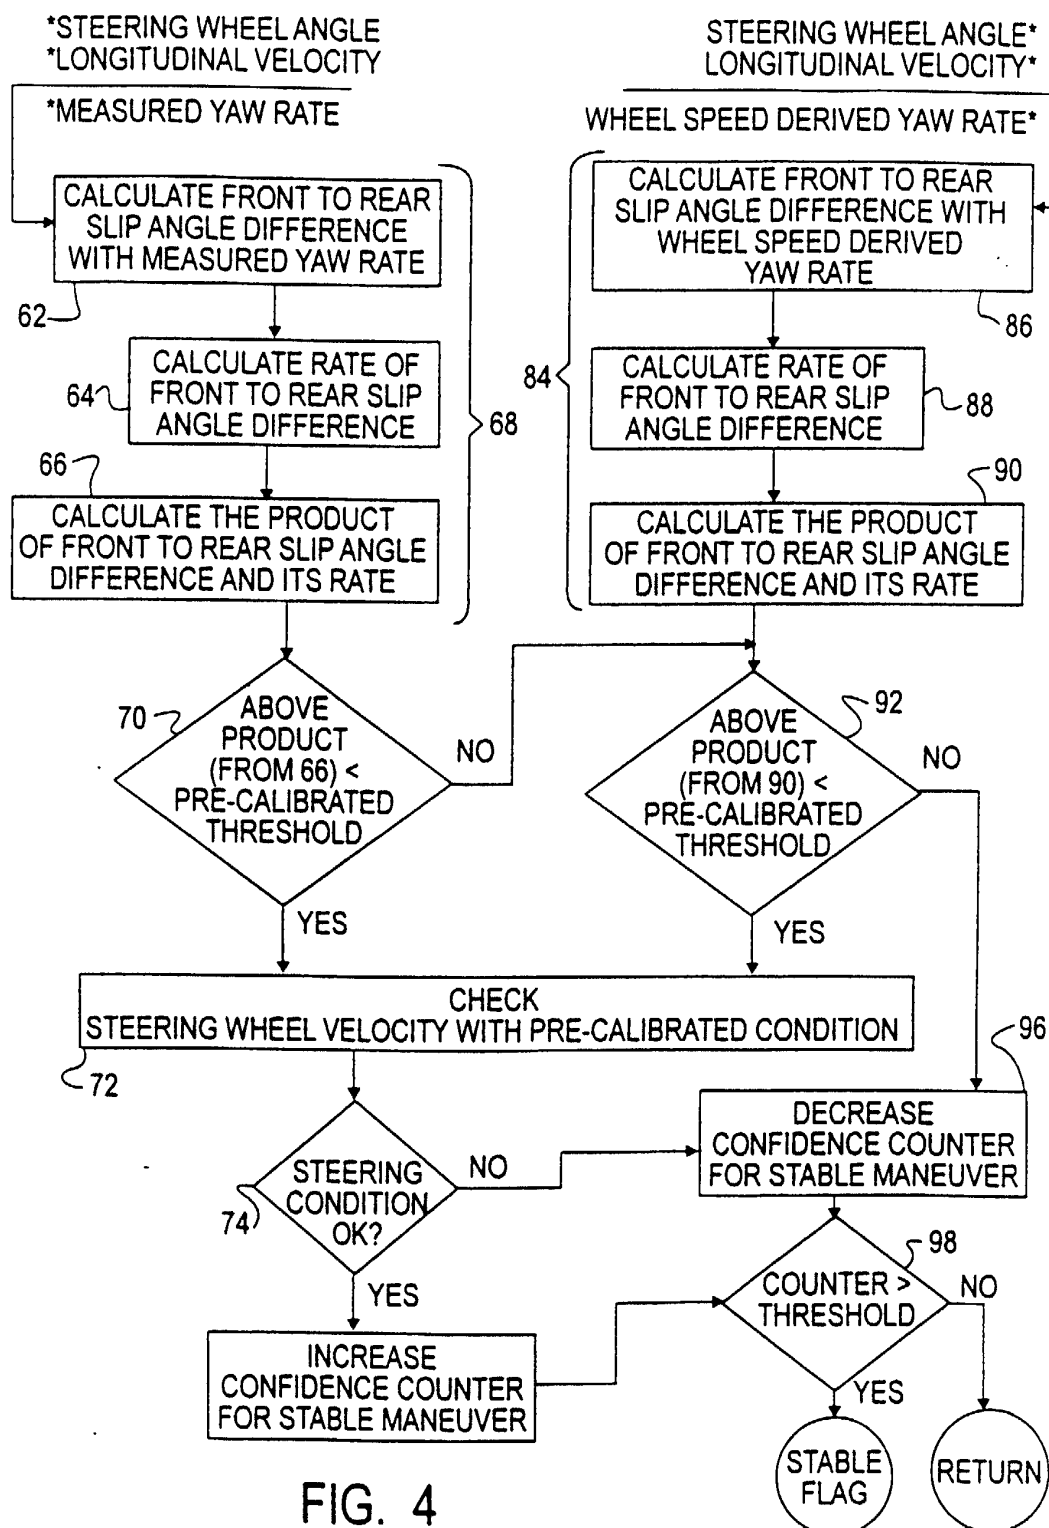 *STEERING WHEEL ANGLE
*LONGITUDINAL VELOCITY
*MEASURED YAW RATE
STEERING WHEEL ANGLE*
LONGITUDINAL VELOCITY*
WHEEL SPEED DERIVED YAW RATE*
CALCULATE FRONT TO REAR
SLIP ANGLE DIFFERENCE
WITH MEASURED YAW RATE
62
CALCULATE RATE OF
FRONT TO REAR SLIP
ANGLE DIFFERENCE
64
68
66
CALCULATE THE PRODUCT
OF FRONT TO REAR SLIP ANGLE
DIFFERENCE AND ITS RATE
CALCULATE FRONT TO REAR
SLIP ANGLE DIFFERENCE WITH
WHEEL SPEED DERIVED
YAW RATE
86
84
CALCULATE RATE OF
FRONT TO REAR SLIP
ANGLE DIFFERENCE
88
90
CALCULATE THE PRODUCT
OF FRONT TO REAR SLIP ANGLE
DIFFERENCE AND ITS RATE
70
ABOVE
PRODUCT
(FROM 66) <
PRE-CALIBRATED
THRESHOLD
NO
YES
92
ABOVE
PRODUCT
(FROM 90) <
PRE-CALIBRATED
THRESHOLD
NO
YES
CHECK
STEERING WHEEL VELOCITY WITH PRE-CALIBRATED CONDITION
72
96
DECREASE
CONFIDENCE COUNTER
FOR STABLE MANEUVER
STEERING
CONDITION
OK?
74
NO
YES
98
COUNTER >
THRESHOLD
NO
YES
INCREASE
CONFIDENCE COUNTER
FOR STABLE MANEUVER
STABLE
FLAG
RETURN
FIG. 4